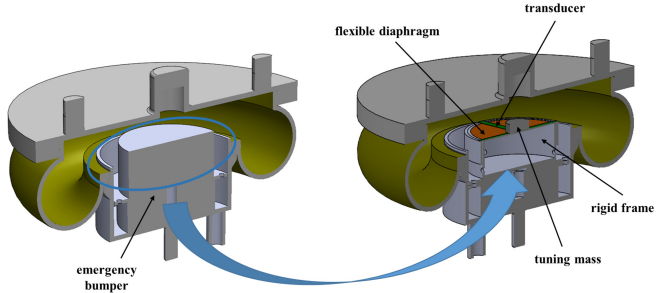 transducer
flexible diaphragm
rigid frame
tuning mass
emergency
bumper